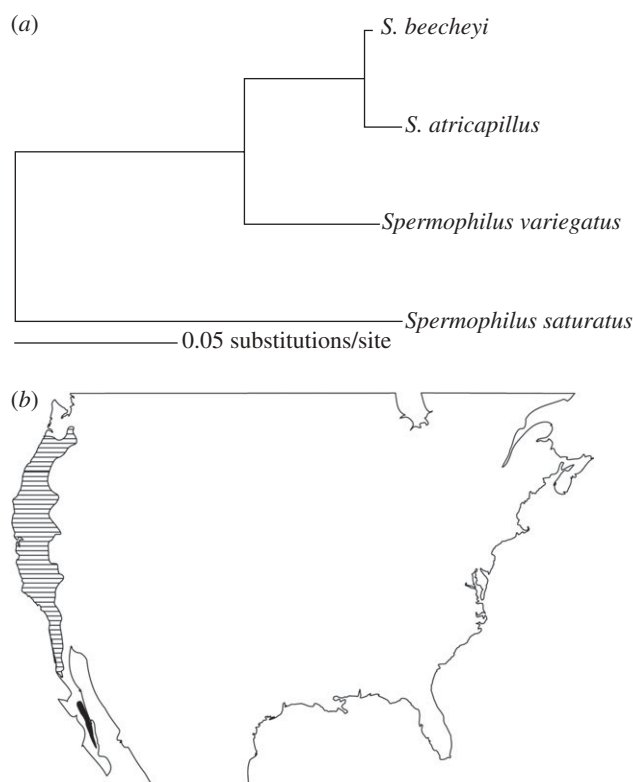 (a)
S. beecheyi
S. atricapillus
Spermophilus variegatus
Spermophilus saturatus
0.05 substitutions/site
(b)